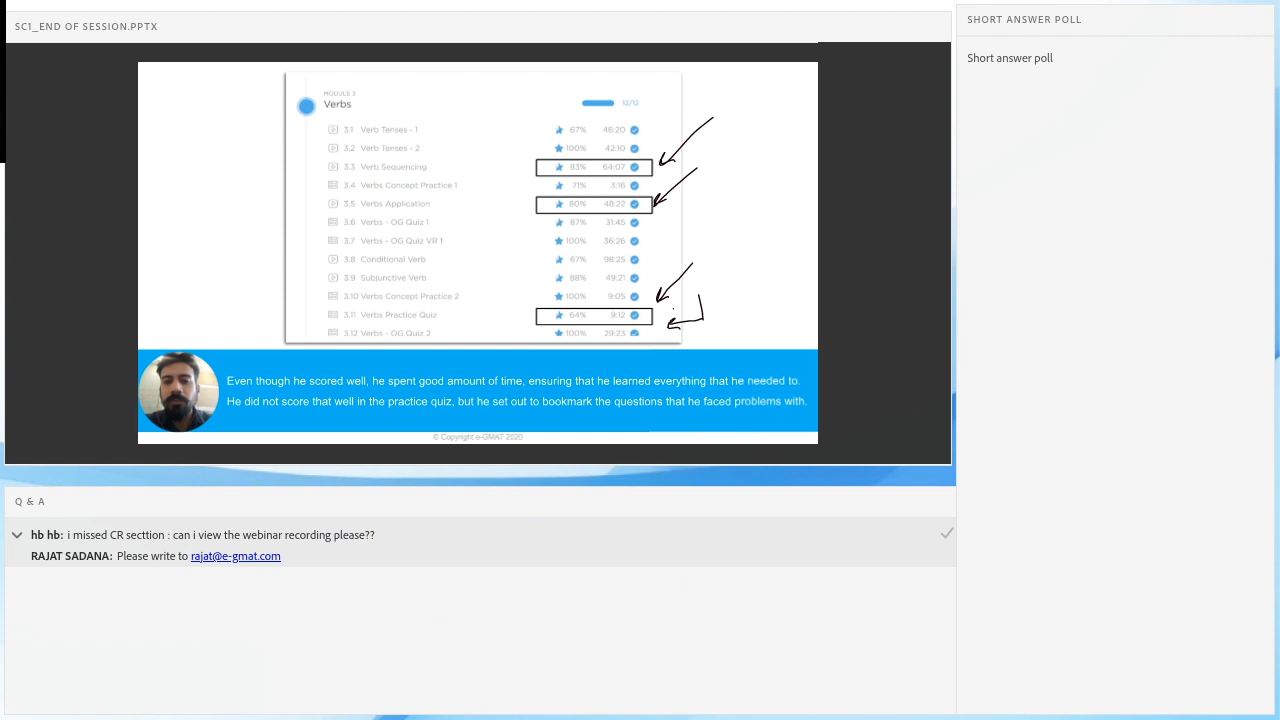 SC1_END OF SESSION.PPTX
SHORT ANSWER POLL
Short answer poll
MODULE 3
Verbs 12/12
3.1 Verb Tenses - 1 67% 46:20
3.2 Verb Tenses - 2 100% 42:10
3.3 Verb Sequencing 93% 64:07
3.4 Verbs Concept Practice 1 71% 3:16
3.5 Verbs Application 80% 48:22
3.6 Verbs - OG Quiz 1 87% 31:45
3.7 Verbs - OG Quiz VR 1 100% 36:26
3.8 Conditional Verb 67% 98:25
3.9 Subjunctive Verb 88% 49:21
3.10 Verbs Concept Practice 2 100% 9:05
3.11 Verbs Practice Quiz 64% 9:12
3.12 Verbs - OG Quiz 2 100% 29:23
Even though he scored well, he spent good amount of time, ensuring that he learned everything that he needed to.
He did not score that well in the practice quiz, but he set out to bookmark the questions that he faced problems with.
© Copyright e-GMAT 2020
Q & A
hb hb: i missed CR secttion : can i view the webinar recording please??
RAJAT SADANA: Please write to rajat@e-gmat.com